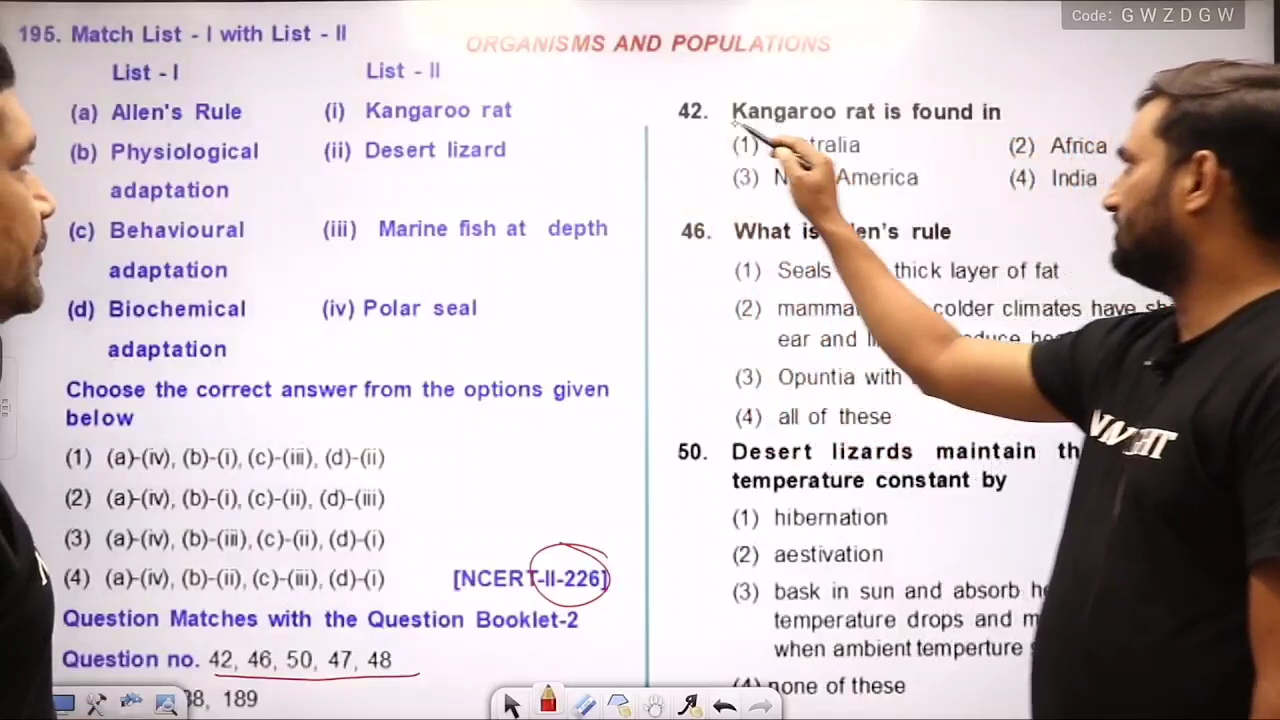 Code: G W Z D G W
ORGANISMS AND POPULATIONS
195. Match List - I with List - II
List - I List - II
(a) Allen's Rule (i) Kangaroo rat
(b) Physiological (ii) Desert lizard
adaptation
(c) Behavioural (iii) Marine fish at depth
adaptation
(d) Biochemical (iv) Polar seal
adaptation
Choose the correct answer from the options given
below
(1) (a)-(iv), (b)-(i), (c)-(iii), (d)-(ii)
(2) (a)-(iv), (b)-(i), (c)-(ii), (d)-(iii)
(3) (a)-(iv), (b)-(iii), (c)-(ii), (d)-(i)
(4) (a)-(iv), (b)-(ii), (c)-(iii), (d)-(i)
[NCERT-II-226]
Question Matches with the Question Booklet-2
Question no. 42, 46, 50, 47, 48
189
42. Kangaroo rat is found in
(1) (2) Africa
(3) America (4) India
46. What is rule
(1) Seals thick layer of fat
(2) colder climates have
ear and
(3) Opuntia with
(4) all of these
50. Desert lizards maintain
temperature constant by
(1) hibernation
(2) aestivation
(3) bask in sun and absorb
temperature drops and
when ambient temperture
(4) none of these